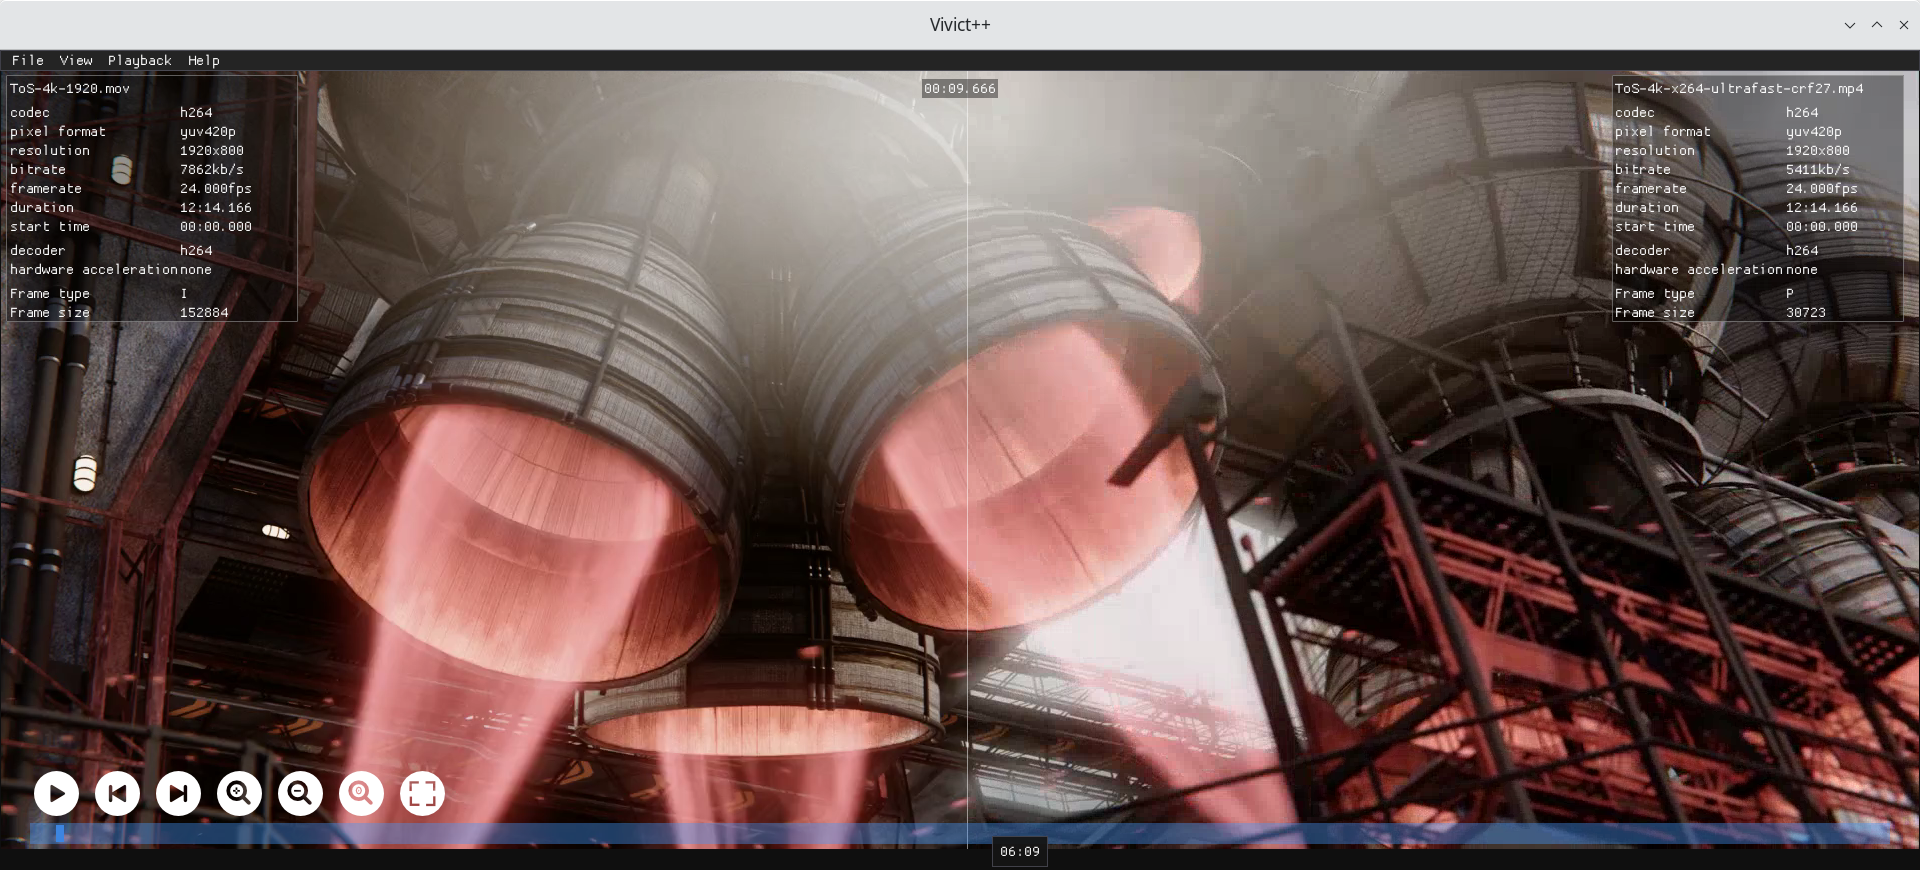 Vivict++
File View Playback Help
00:09.666
ToS-4k-1920.mov
codec h264
pixel format yuv420p
resolution 1920x800
bitrate 7862kb/s
framerate 24.000fps
duration 12:14.166
start time 00:00.000
decoder h264
hardware acceleration none
Frame type I
Frame size 152884
ToS-4k-x264-ultrafast-crf27.mp4
codec h264
pixel format yuv420p
resolution 1920x800
bitrate 5411kb/s
framerate 24.000fps
duration 12:14.166
start time 00:00.000
decoder h264
hardware acceleration none
Frame type P
Frame size 30723
06:09